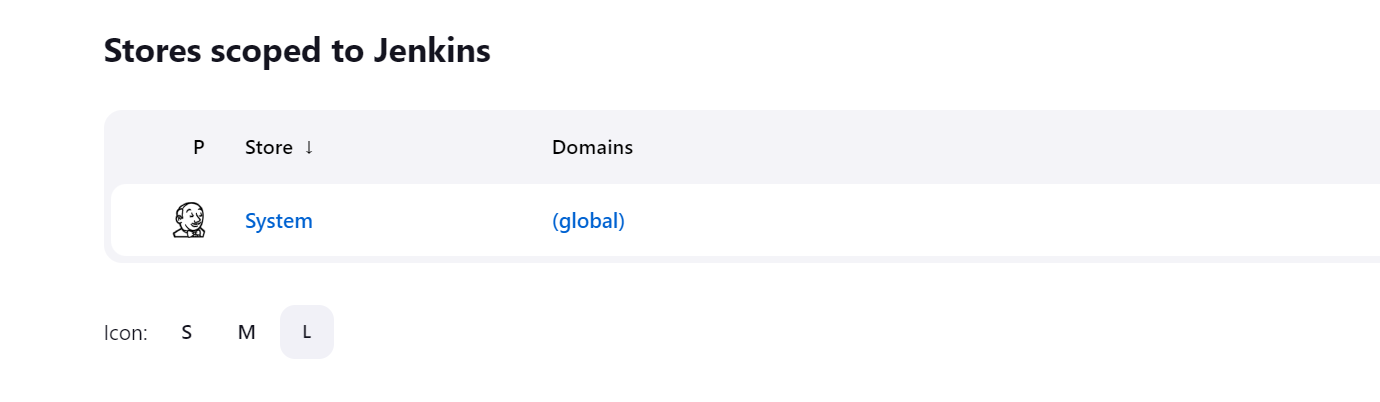 Stores scoped to Jenkins
P Store ↓ Domains
System (global)
Icon: S M L